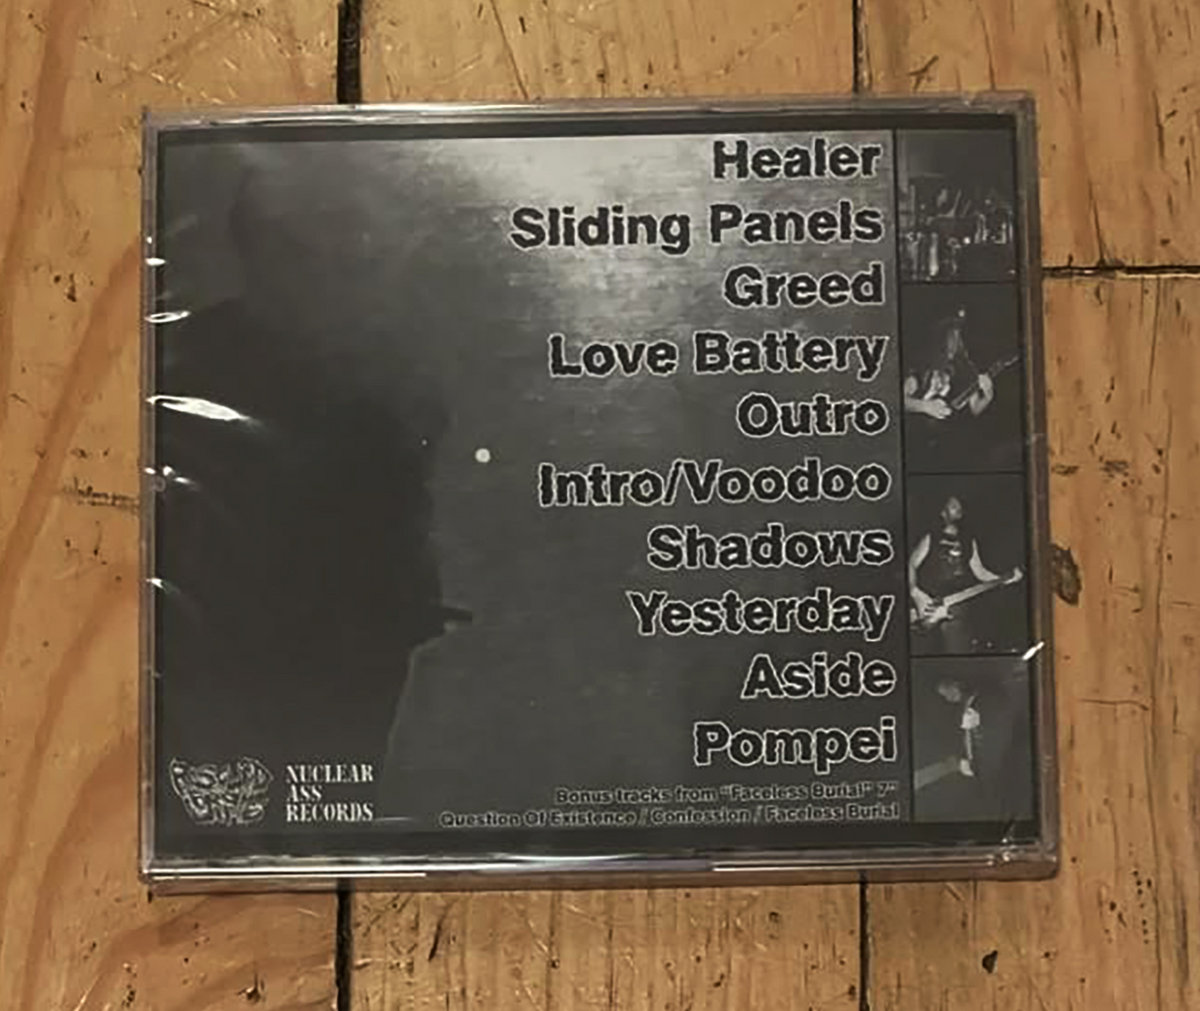 Healer
Sliding Panels
Greed
Love Battery
Outro
Intro/Voodoo
Shadows
Yesterday
Aside
Pompei
Bonus tracks from "Faceless Burial" 7"
Question Of Existence / Confession / Faceless Burial
NUCLEAR
ASS
RECORDS